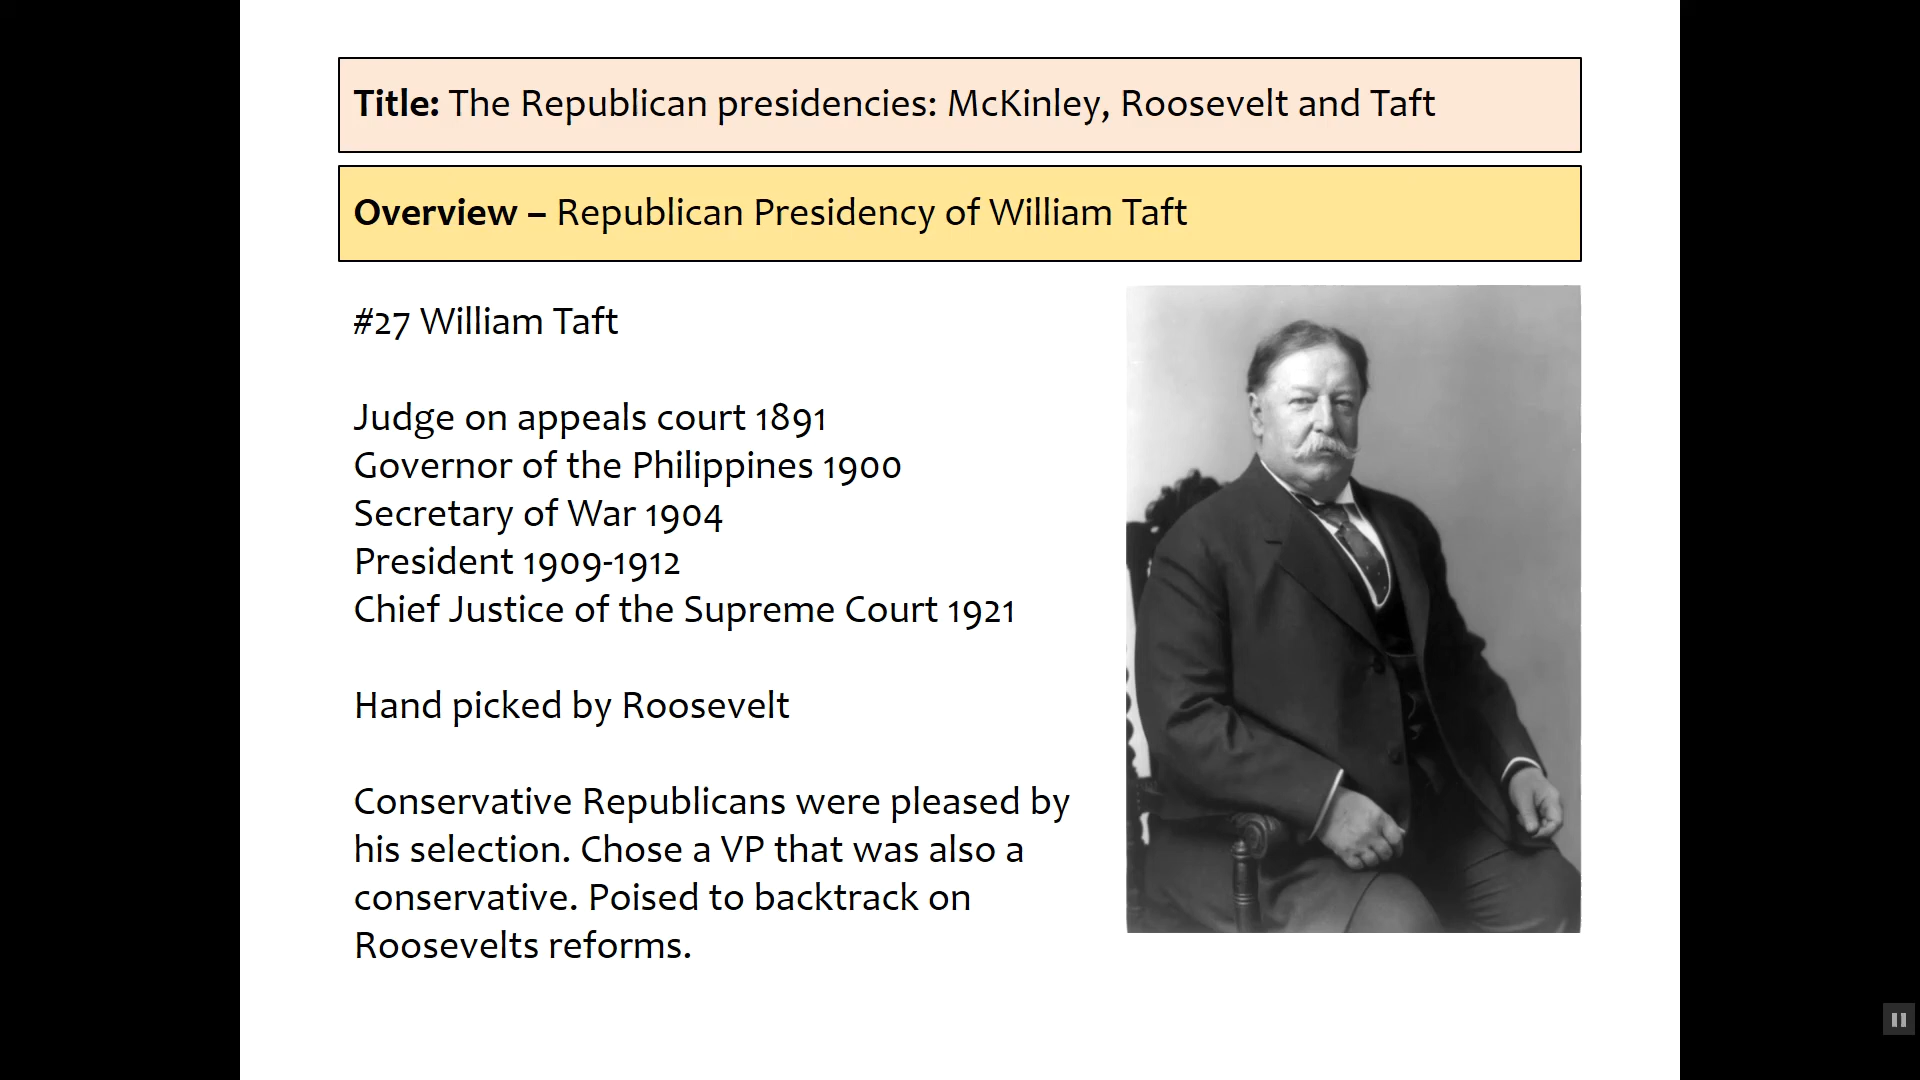 Title: The Republican presidencies: McKinley, Roosevelt and Taft
Overview – Republican Presidency of William Taft
#27 William Taft
Judge on appeals court 1891
Governor of the Philippines 1900
Secretary of War 1904
President 1909-1912
Chief Justice of the Supreme Court 1921
Hand picked by Roosevelt
Conservative Republicans were pleased by
his selection. Chose a VP that was also a
conservative. Poised to backtrack on
Roosevelts reforms.